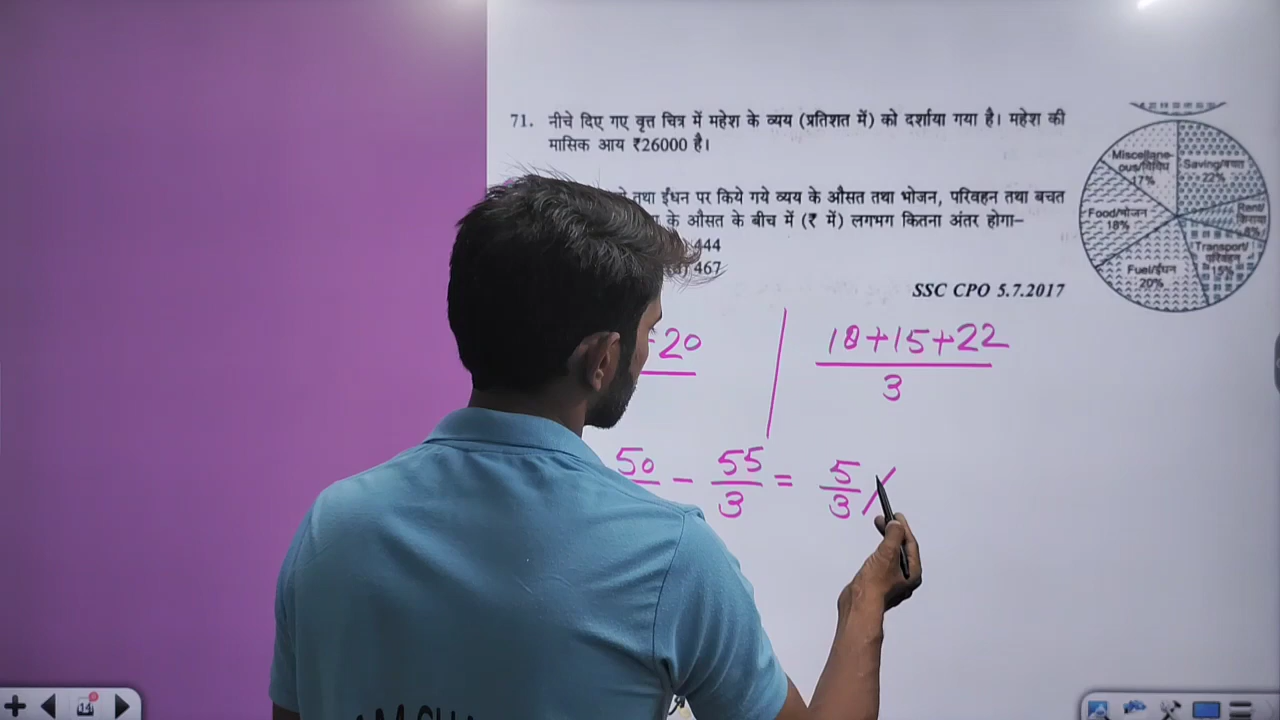 71. नीचे दिए गए वृत्त चित्र में महेश के व्यय (प्रतिशत में) को दर्शाया गया है। महेश की
मासिक आय ₹26000 है।
तथा ईंधन पर किये गये व्यय के औसत तथा भोजन, परिवहन तथा बचत
के औसत के बीच में (₹ में) लगभग कितना अंतर होगा-
444
467
SSC CPO 5.7.2017
Miscellane-
ous/विविध
17%
Saving/बचत
22%
Rent/
किराया
8%
Food/भोजन
18%
Transport/
परिवहन
15%
Fuel/ईंधन
20%
20
18+15+22
3
50 - 55 = 5
3 3
14